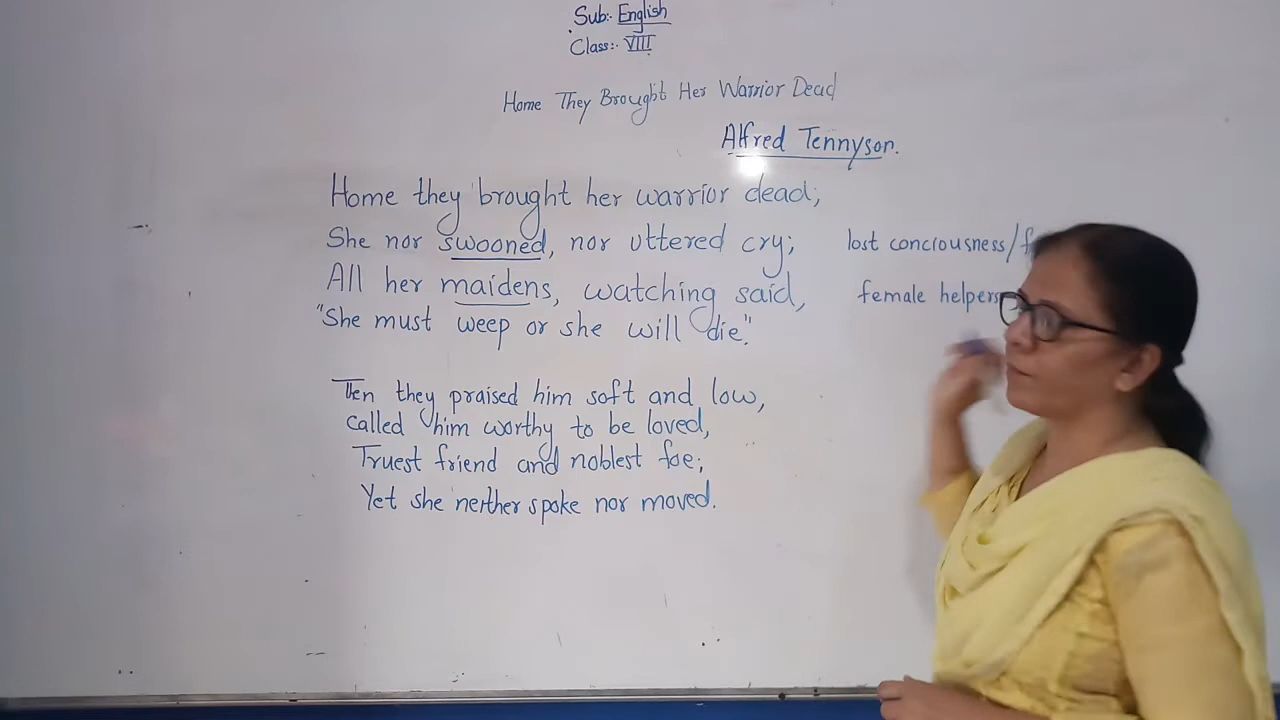 Sub:- English
Class:- VIII
Home They Brought Her Warrior Dead
Alfred Tennyson.
Home they brought her warrior dead;
She nor swooned, nor uttered cry; lost conciousness/
All her maidens, watching said, female helpers
"She must weep or she will die."
Then they praised him soft and low,
called him worthy to be loved,
Truest friend and noblest foe;
Yet she neither spoke nor moved.